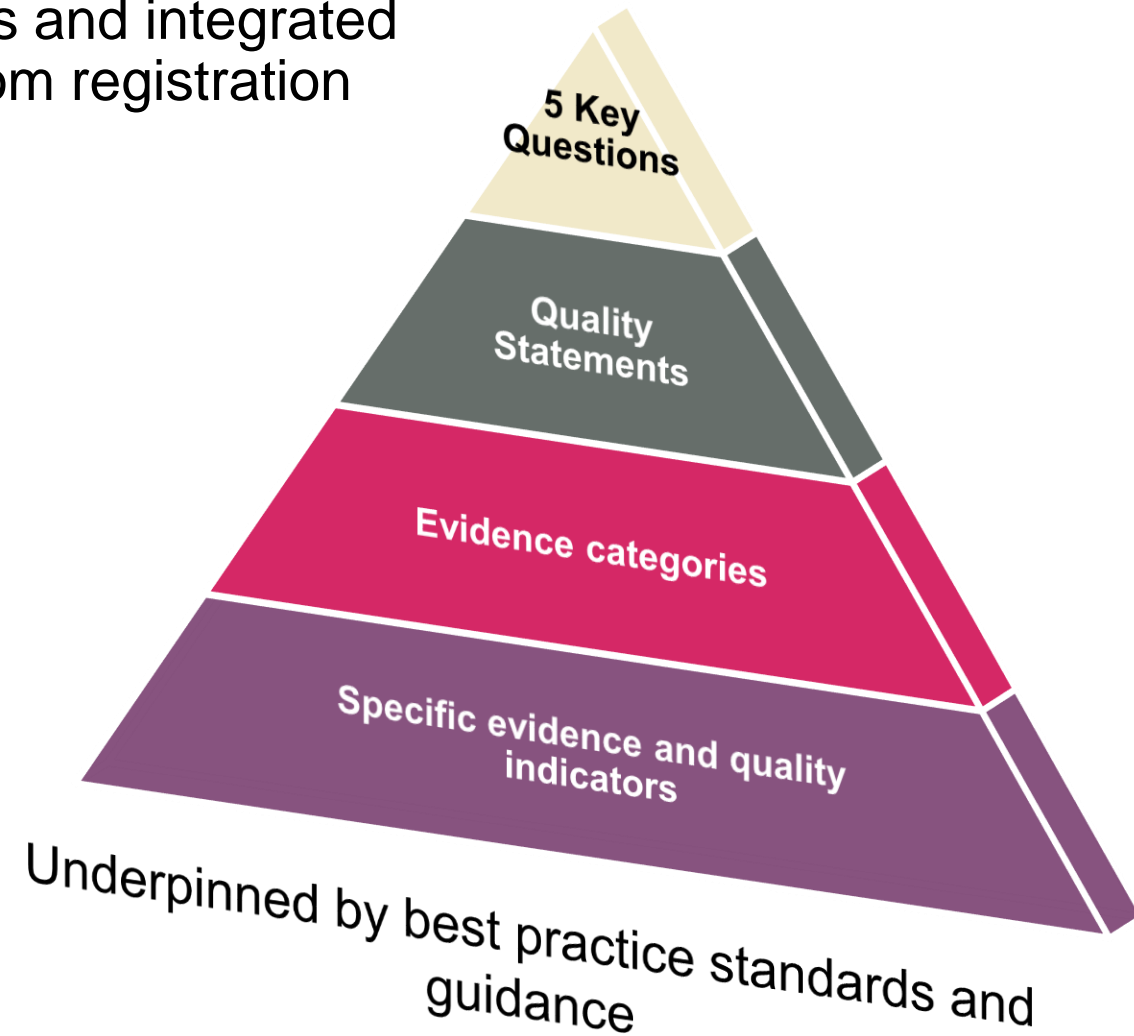 s and integrated
om registration
5 Key
Questions
Quality
Statements
Evidence categories
Specific evidence and quality
indicators
Underpinned by best practice standards and
guidance